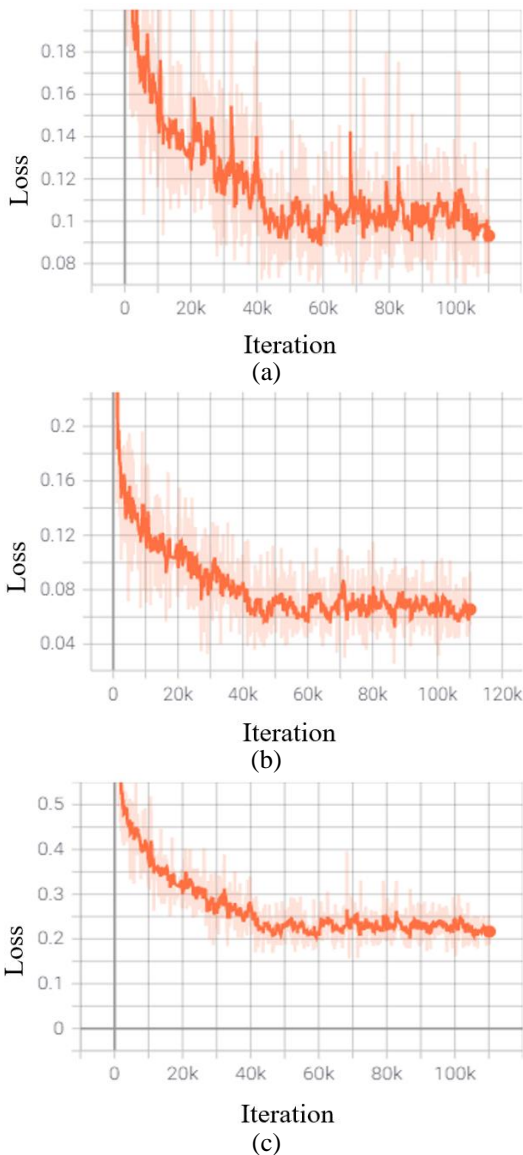 0.18
0.16
0.14
0.12
0.1
0.08
Loss
0 20k 40k 60k 80k 100k
Iteration
(a)
0.2
0.16
0.12
0.08
0.04
Loss
0 20k 40k 60k 80k 100k 120k
Iteration
(b)
0.5
0.4
0.3
0.2
0.1
0
Loss
0 20k 40k 60k 80k 100k
Iteration
(c)